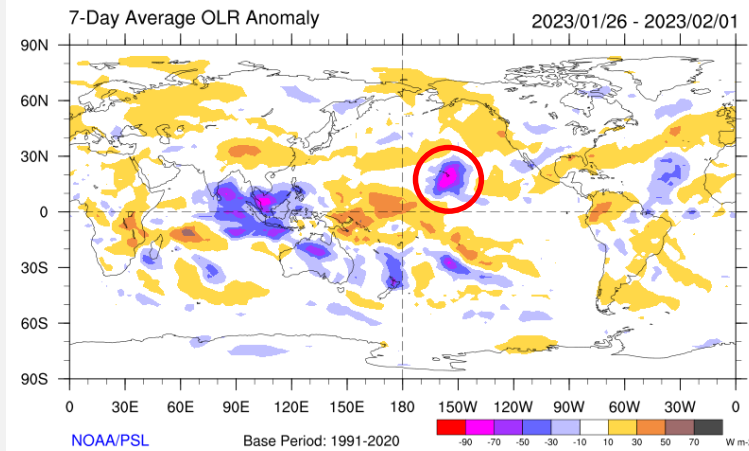 7-Day Average OLR Anomaly
2023/01/26 - 2023/02/01
90N
60N
30N
0
30S
60S
90S
0 30E 60E 90E 120E 150E 180 150W 120W 90W 60W 30W 0
NOAA/PSL
Base Period: 1991-2020
-90 -70 -50 -30 -10 10 30 50 70 W m-2